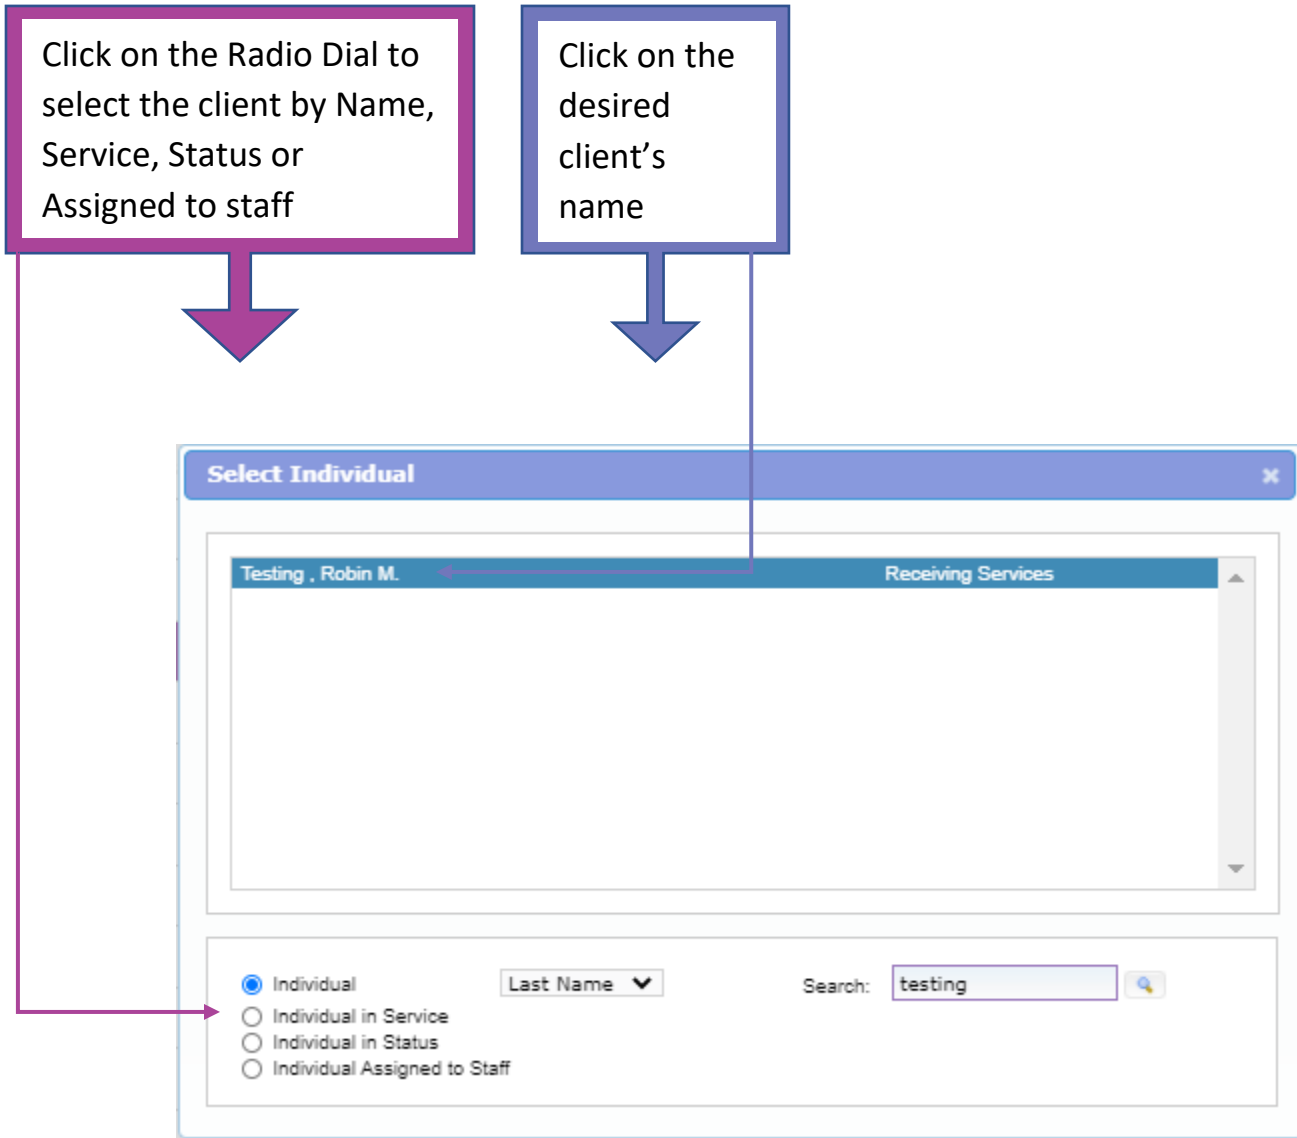 Click on the Radio Dial to
select the client by Name,
Service, Status or
Assigned to staff
Click on the
desired
client’s
name
Select Individual
Testing , Robin M. Receiving Services
Individual Last Name Search: testing
Individual in Service
Individual in Status
Individual Assigned to Staff